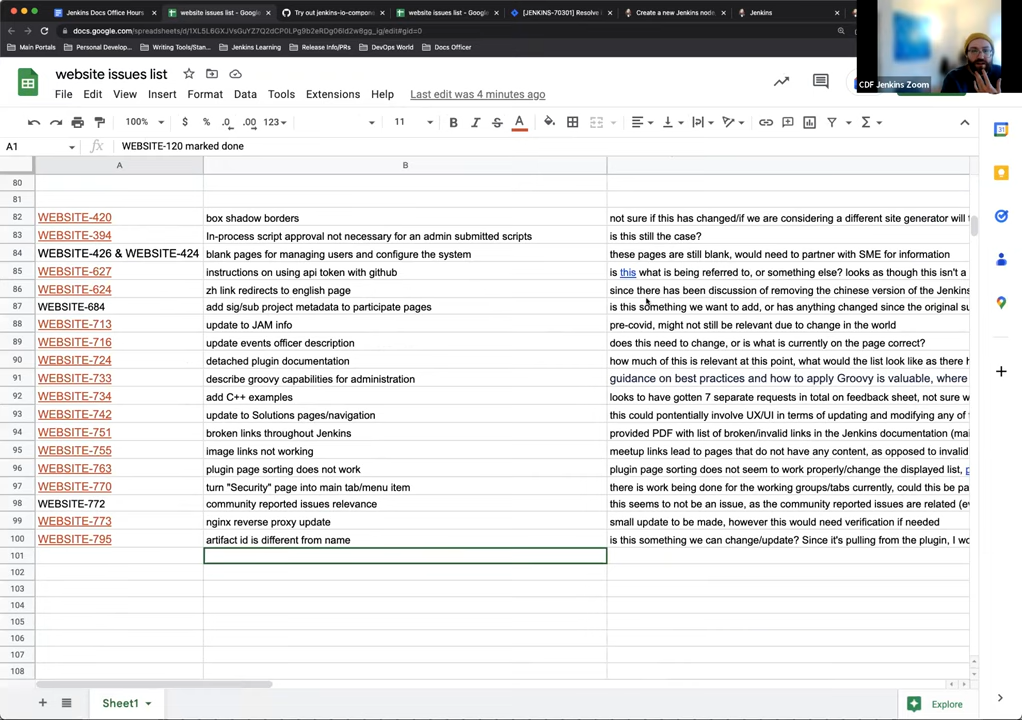 Jenkins Docs Office Hours
website issues list - Google
Try out jenkins-io-compon
website issues list - Google
[JENKINS-70301] Resolve
Create a new Jenkins node
Jenkins
Main Portals
Personal Develop...
Writing Tools/Stan...
Jenkins Learning
Release Info/PRs
DevOps World
Docs Officer
CDF Jenkins Zoom
website issues list
File Edit View Insert Format Data Tools Extensions Help Last edit was 4 minutes ago
100% $ % .0 .00 123 11 B I S A
A1 fx WEBSITE-120 marked done
A B
80
81
82 WEBSITE-420 box shadow borders not sure if this has changed/if we are considering a different site generator will
83 WEBSITE-394 In-process script approval not necessary for an admin submitted scripts is this still the case?
84 WEBSITE-426 & WEBSITE-424 blank pages for managing users and configure the system these pages are still blank, would need to partner with SME for information
85 WEBSITE-627 instructions on using api token with github is this what is being referred to, or something else? looks as though this isn't a
86 WEBSITE-624 zh link redirects to english page since there has been discussion of removing the chinese version of the Jenkins
87 WEBSITE-684 add sig/sub project metadata to participate pages is this something we want to add, or has anything changed since the original su
88 WEBSITE-713 update to JAM info pre-covid, might not still be relevant due to change in the world
89 WEBSITE-716 update events officer description does this need to change, or is what is currently on the page correct?
90 WEBSITE-724 detached plugin documentation how much of this is relevant at this point, what would the list look like as there
91 WEBSITE-733 describe groovy capabilities for administration guidance on best practices and how to apply Groovy is valuable, where
92 WEBSITE-734 add C++ examples looks to have gotten 7 separate requests in total on feedback sheet, not sure
93 WEBSITE-742 update to Solutions pages/navigation this could pontentially involve UX/UI in terms of updating and modifying any of
94 WEBSITE-751 broken links throughout Jenkins provided PDF with list of broken/invalid links in the Jenkins documentation (mai
95 WEBSITE-755 image links not working meetup links lead to pages that do not have any content, as opposed to invalid
96 WEBSITE-763 plugin page sorting does not work plugin page sorting does not seem to work properly/change the displayed list, p
97 WEBSITE-770 turn "Security" page into main tab/menu item there is work being done for the working groups/tabs currently, could this be pa
98 WEBSITE-772 community reported issues relevance this seems to not be an issue, as the community reported issues are related (ev
99 WEBSITE-773 nginx reverse proxy update small update to be made, however this would need verification if needed
100 WEBSITE-795 artifact id is different from name is this something we can change/update? Since it's pulling from the plugin, I wo
101
102
103
104
105
106
107
108
Sheet1
Explore